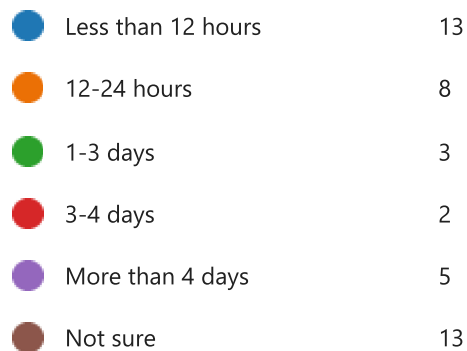 Less than 12 hours 13
12-24 hours 8
1-3 days 3
3-4 days 2
More than 4 days 5
Not sure 13